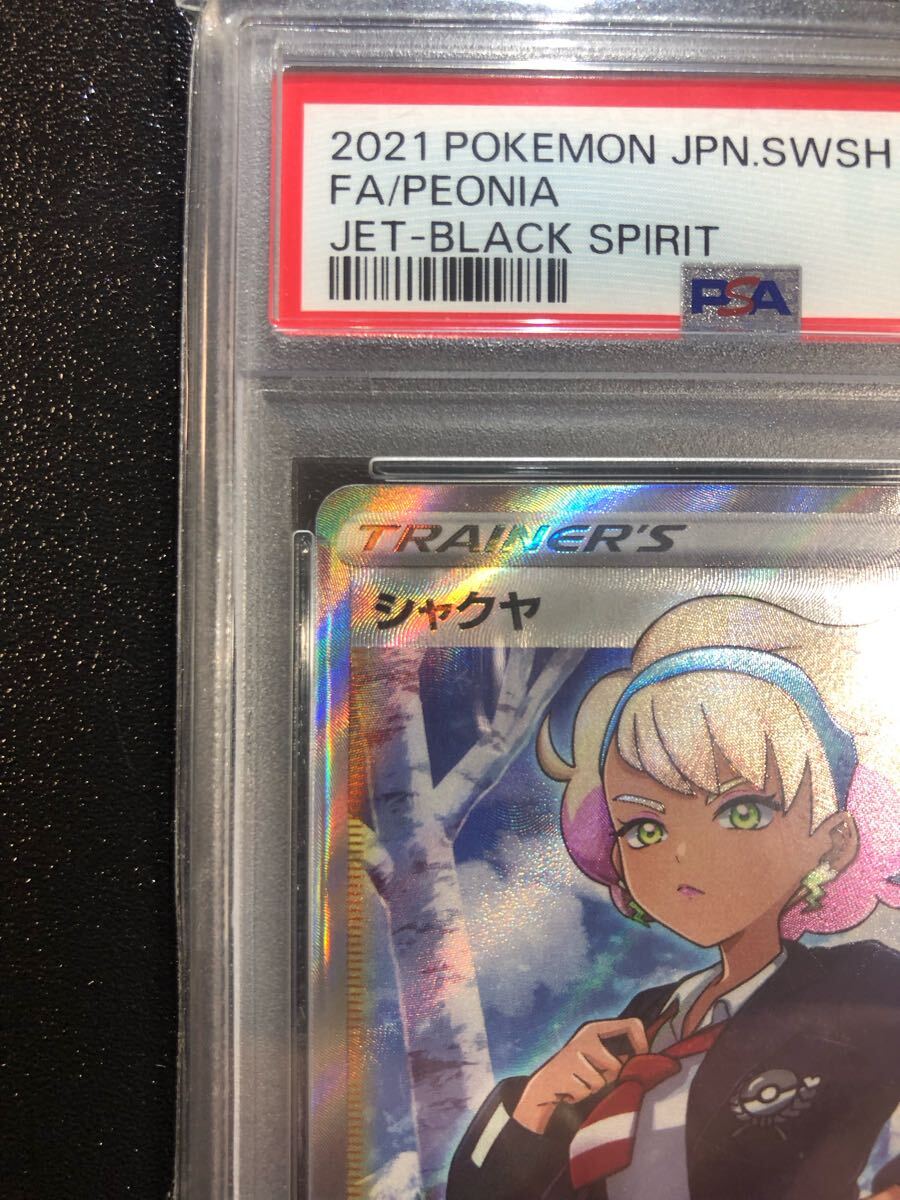 2021 POKEMON JPN.SWSH
FA/PEONIA
JET-BLACK SPIRIT
PSA
TRAINER'S
シャクヤ